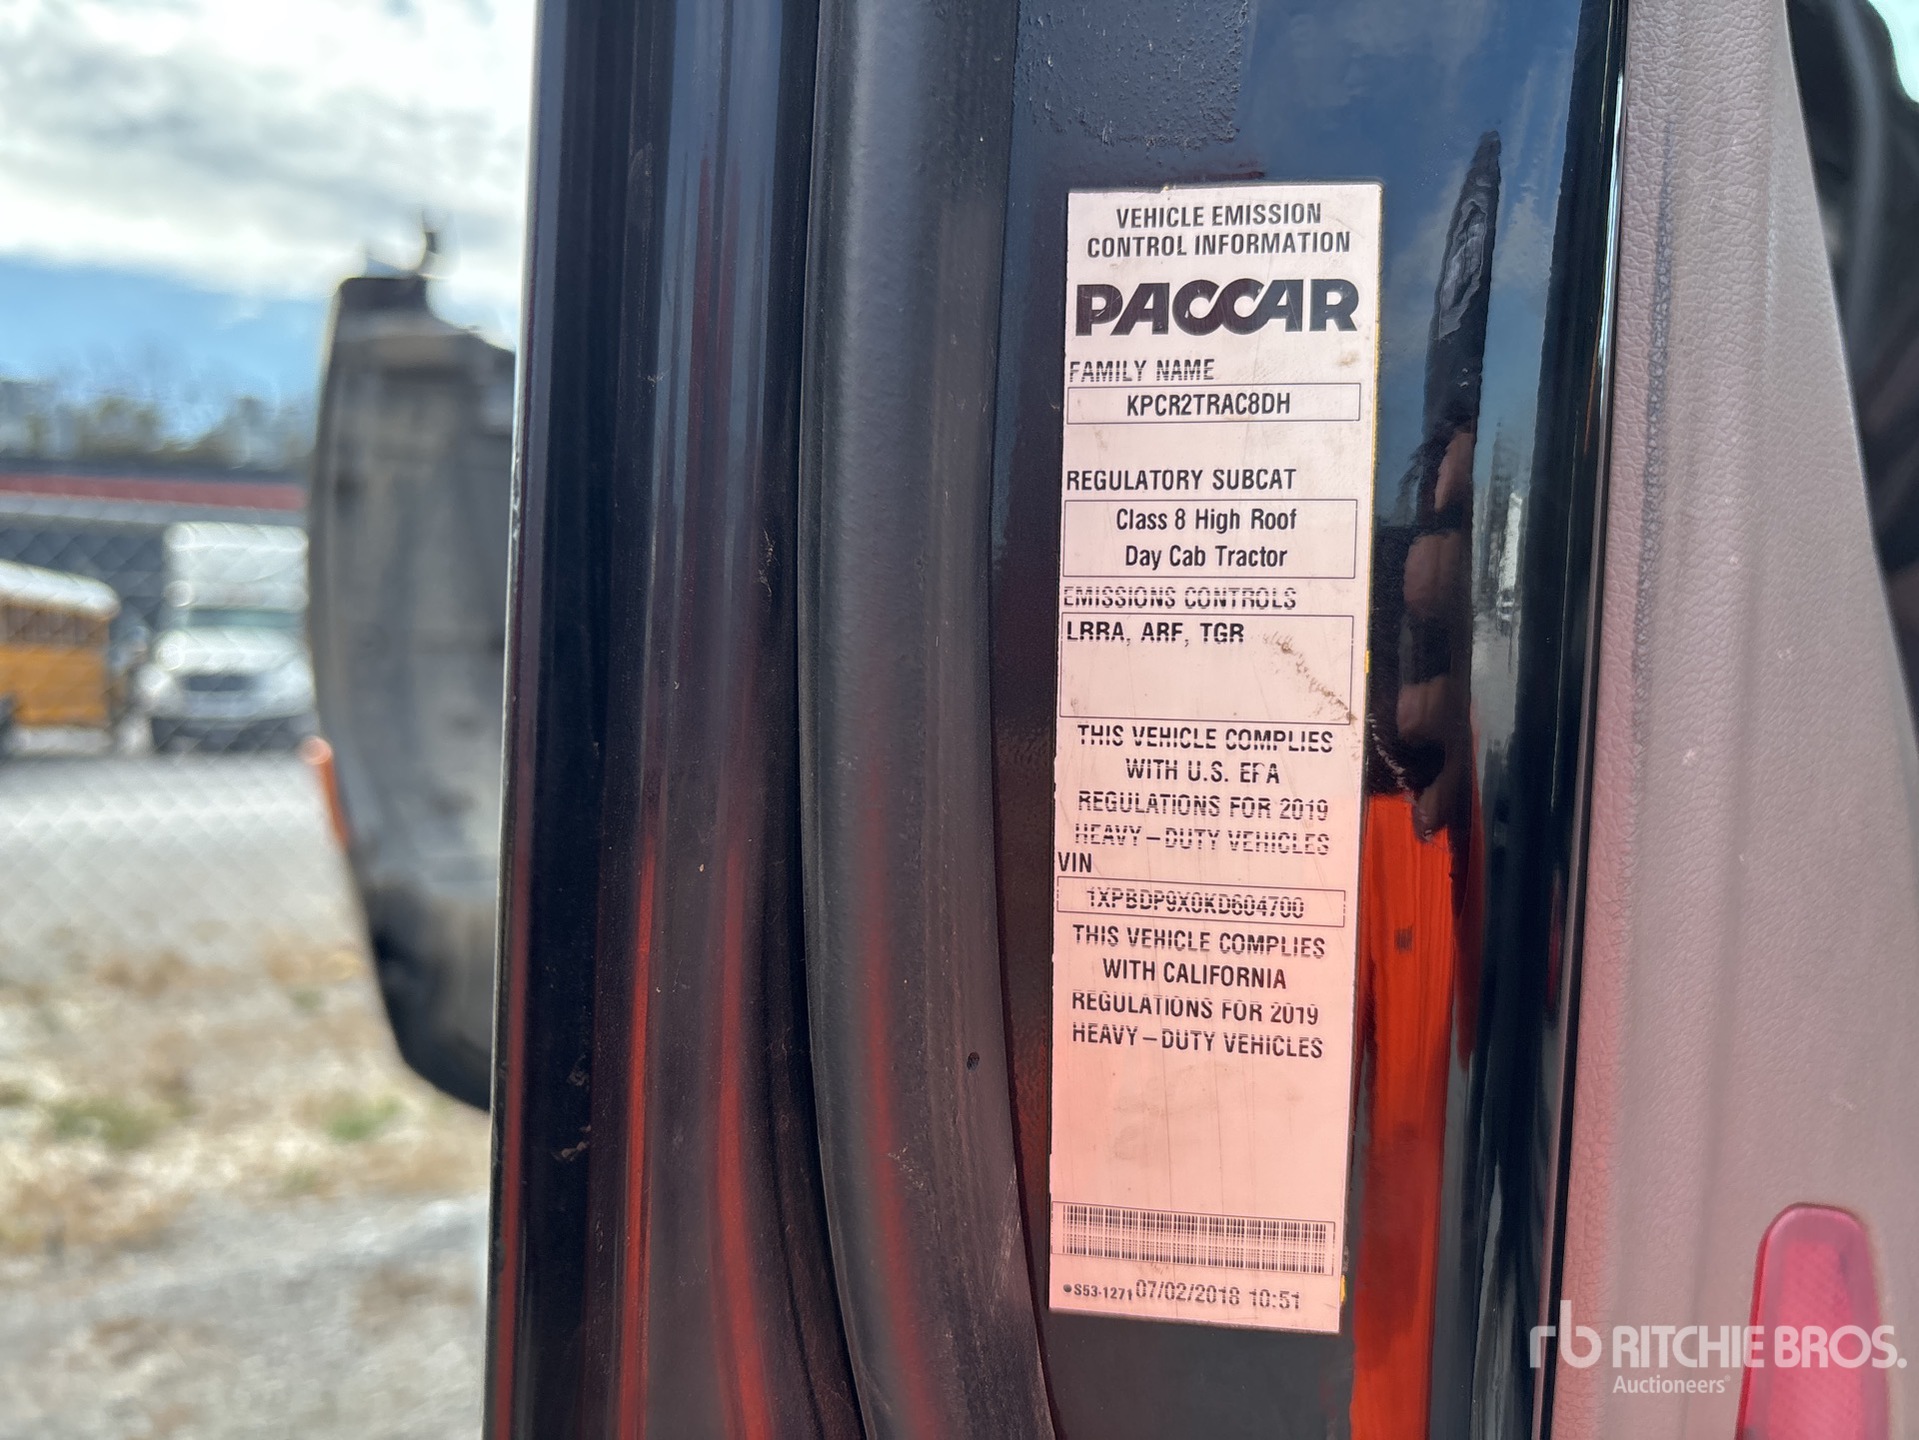 VEHICLE EMISSION
CONTROL INFORMATION
PACCAR
FAMILY NAME
KPCR2TRAC8DH
REGULATORY SUBCAT
Class 8 High Roof
Day Cab Tractor
EMISSIONS CONTROLS
LRRA, ARF, TGR
THIS VEHICLE COMPLIES
WITH U.S. EPA
REGULATIONS FOR 2019
HEAVY-DUTY VEHICLES
VIN
1XPBDP9X0KD604700
THIS VEHICLE COMPLIES
WITH CALIFORNIA
REGULATIONS FOR 2019
HEAVY-DUTY VEHICLES
S53-1271 07/02/2018 10:51
rb RITCHIE BROS.
Auctioneers